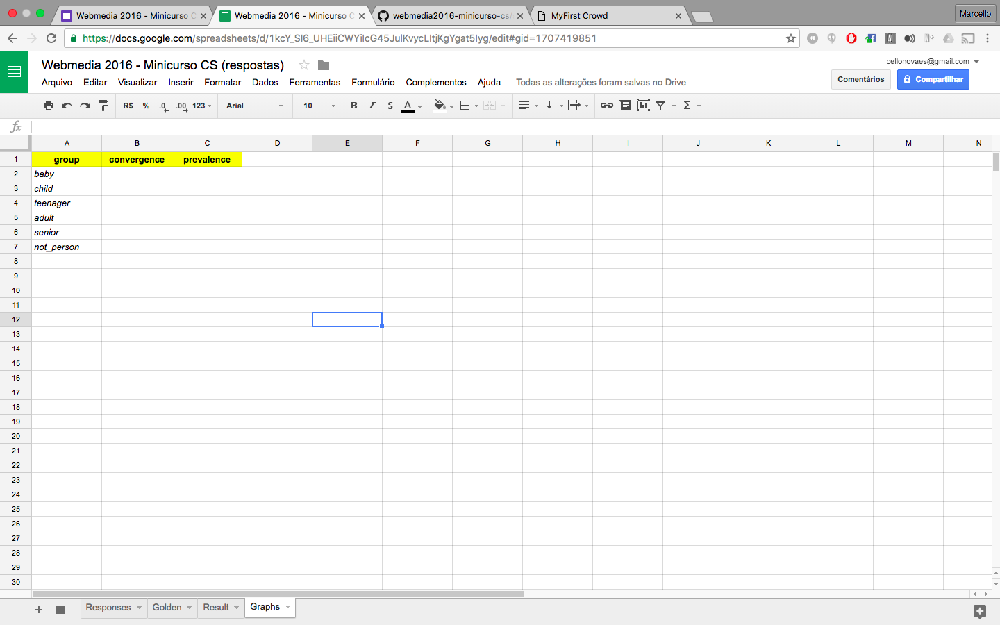 Webmedia 2016 - Minicurso C
Webmedia 2016 - Minicurso C
webmedia2016-minicurso-cs/
MyFirst Crowd
Marcello
https://docs.google.com/spreadsheets/d/1kcY_SI6_UHEiiCWYilcG45JulKvycLItjKgYgat5Iyg/edit#gid=1707419851
Webmedia 2016 - Minicurso CS (respostas)
cellonovaes@gmail.com
Arquivo Editar Visualizar Inserir Formatar Dados Ferramentas Formulário Complementos Ajuda Todas as alterações foram salvas no Drive
Comentários Compartilhar
R$ % .0 .00 123 Arial 10 B I S A Σ
fx
A B C D E F G H I J K L M N
1 group convergence prevalence
2 baby
3 child
4 teenager
5 adult
6 senior
7 not_person
8
9
10
11
12
13
14
15
16
17
18
19
20
21
22
23
24
25
26
27
28
29
30
+ Responses Golden Result Graphs